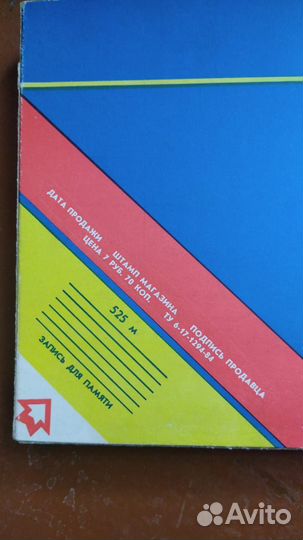 ДАТА ПРОДАЖИ ШТАМП МАГАЗИНА ПОДПИСЬ ПРОДАВЦА
ЦЕНА 7 РУБ. 70 КОП. ТУ 6-17-1294-84
525 м
ЗАПИСЬ ДЛЯ ПАМЯТИ
Avito